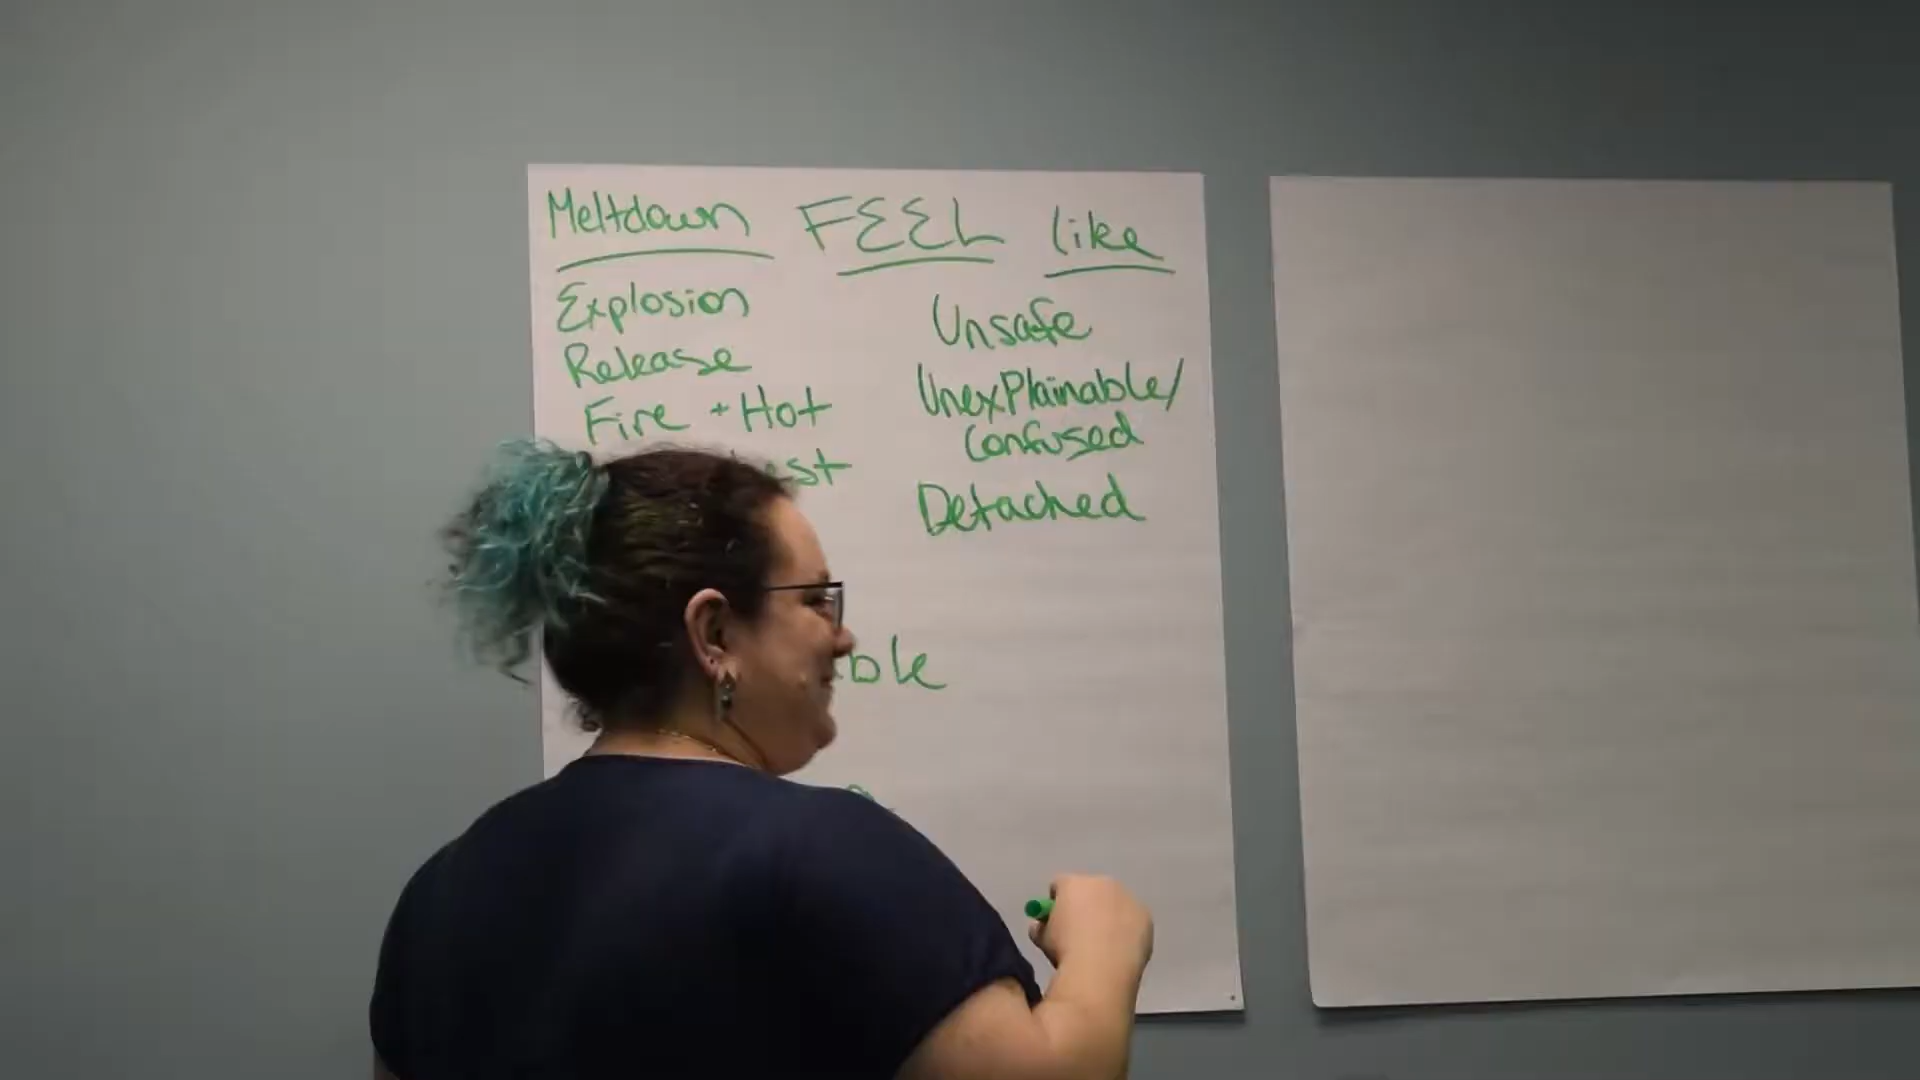 Meltdown FEEL like
Explosion
Release
Fire + Hot
Unsafe
Unexplainable/
Confused
Detached